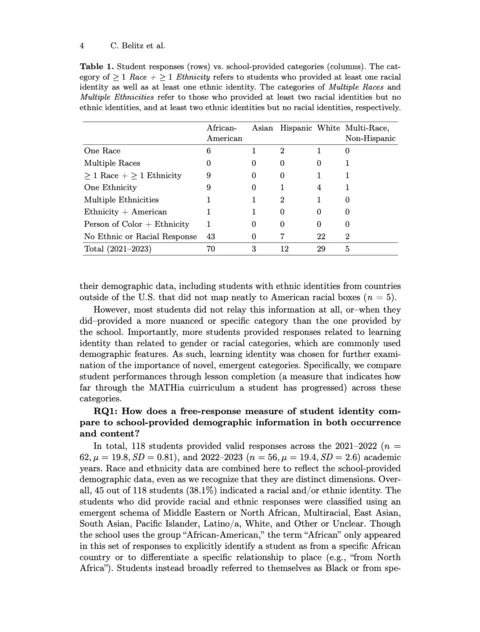 4 C. Belitz et al.
Table 1. Student responses (rows) vs. school-provided categories (columns). The cat-
egory of ≥ 1 Race + ≥ 1 Ethnicity refers to students who provided at least one racial
identity as well as at least one ethnic identity. The categories of Multiple Races and
Multiple Ethnicities refer to those who provided at least two racial identities but no
ethnic identities, and at least two ethnic identities but no racial identities, respectively.
African- Asian Hispanic White Multi-Race,
American Non-Hispanic
One Race 6 1 2 1 0
Multiple Races 0 0 0 0 1
≥ 1 Race + ≥ 1 Ethnicity 9 0 0 1 1
One Ethnicity 9 0 1 4 1
Multiple Ethnicities 1 1 2 1 0
Ethnicity + American 1 1 0 0 0
Person of Color + Ethnicity 1 0 0 0 0
No Ethnic or Racial Response 43 0 7 22 2
Total (2021–2023) 70 3 12 29 5
their demographic data, including students with ethnic identities from countries
outside of the U.S. that did not map neatly to American racial boxes (n = 5).
However, most students did not relay this information at all, or–when they
did–provided a more nuanced or specific category than the one provided by
the school. Importantly, more students provided responses related to learning
identity than related to gender or racial categories, which are commonly used
demographic features. As such, learning identity was chosen for further exami-
nation of the importance of novel, emergent categories. Specifically, we compare
student performances through lesson completion (a measure that indicates how
far through the MATHia cuirriculum a student has progressed) across these
categories.
RQ1: How does a free-response measure of student identity com-
pare to school-provided demographic information in both occurrence
and content?
In total, 118 students provided valid responses across the 2021–2022 (n =
62, μ = 19.8, SD = 0.81), and 2022–2023 (n = 56, μ = 19.4, SD = 2.6) academic
years. Race and ethnicity data are combined here to reflect the school-provided
demographic data, even as we recognize that they are distinct dimensions. Over-
all, 45 out of 118 students (38.1%) indicated a racial and/or ethnic identity. The
students who did provide racial and ethnic responses were classified using an
emergent schema of Middle Eastern or North African, Multiracial, East Asian,
South Asian, Pacific Islander, Latino/a, White, and Other or Unclear. Though
the school uses the group “African-American,” the term “African” only appeared
in this set of responses to explicitly identify a student as from a specific African
country or to differentiate a specific relationship to place (e.g., “from North
Africa”). Students instead broadly referred to themselves as Black or from spe-